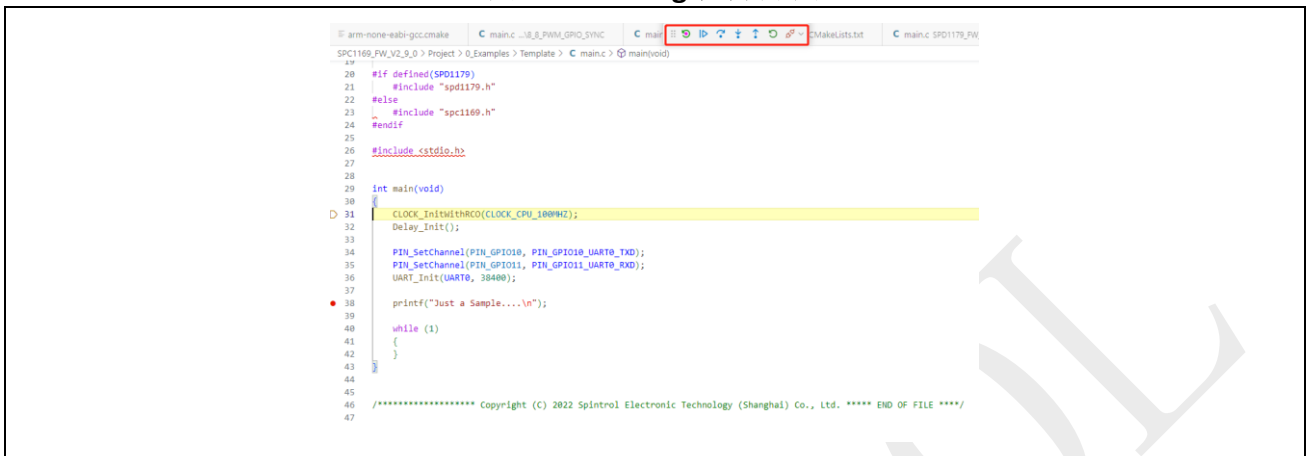 arm-none-eabi-gcc.cmake C main.c ...\8_8_PWM_GPIO_SYNC C main CMakeLists.txt C main.c SPD1179_FW
SPC1169_FW_V2_9_0 > Project > 0_Examples > Template > C main.c > main(void)
19
20 #if defined(SPD1179)
21 #include "spd1179.h"
22 #else
23 #include "spc1169.h"
24 #endif
25
26 #include <stdio.h>
27
28
29 int main(void)
30 {
31 CLOCK_InitWithRCO(CLOCK_CPU_100MHZ);
32 Delay_Init();
33
34 PIN_SetChannel(PIN_GPIO10, PIN_GPIO10_UART0_TXD);
35 PIN_SetChannel(PIN_GPIO11, PIN_GPIO11_UART0_RXD);
36 UART_Init(UART0, 38400);
37
38 printf("Just a Sample....\n");
39
40 while (1)
41 {
42 }
43 }
44
45
46 /******************* Copyright (C) 2022 Spintrol Electronic Technology (Shanghai) Co., Ltd. ***** END OF FILE ****/
47